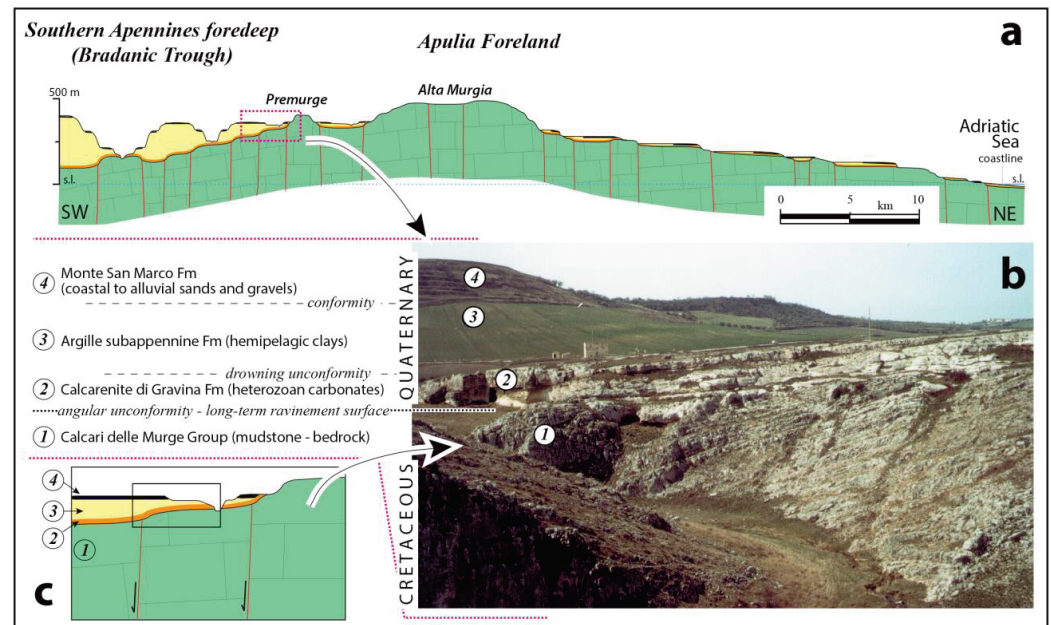 Southern Apennines foredeep
(Bradanic Trough)
Apulia Foreland
a
500 m
Premurge
Alta Murgia
Adriatic
Sea
coastline
s.l.
s.l.
SW
NE
0 5 10
km
4 Monte San Marco Fm
(coastal to alluvial sands and gravels)
conformity
3 Argille subappennine Fm (hemipelagic clays)
drowning unconformity
2 Calcarenite di Gravina Fm (heterozoan carbonates)
angular unconformity - long-term ravinement surface
1 Calcari delle Murge Group (mudstone - bedrock)
QUATERNARY
CRETACEOUS
b
4
3
2
1
4
3
2
1
c